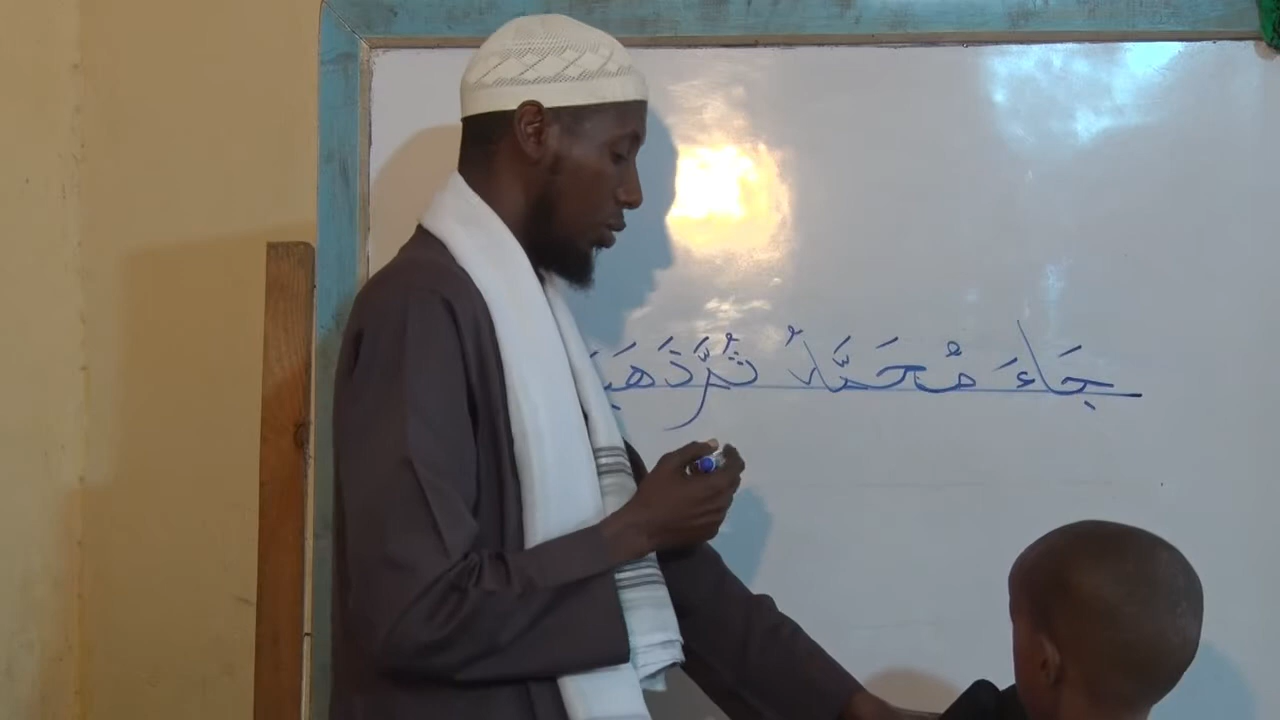 جَاءَ مُحَمَّدٌ ثُمَّ ذَهَبَ